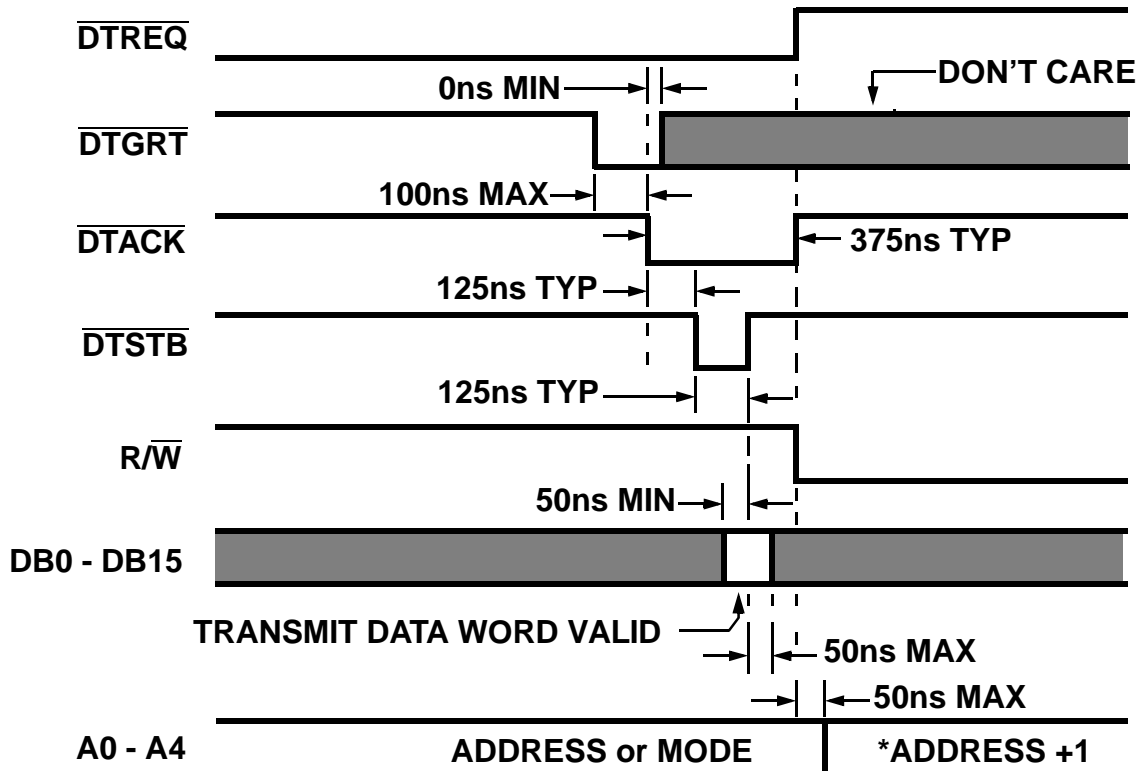 DTREQ
0ns MIN
DON'T CARE
DTGRT
100ns MAX
DTACK
375ns TYP
125ns TYP
DTSTB
125ns TYP
R/W
50ns MIN
DB0 - DB15
TRANSMIT DATA WORD VALID
50ns MAX
50ns MAX
A0 - A4
ADDRESS or MODE
*ADDRESS +1